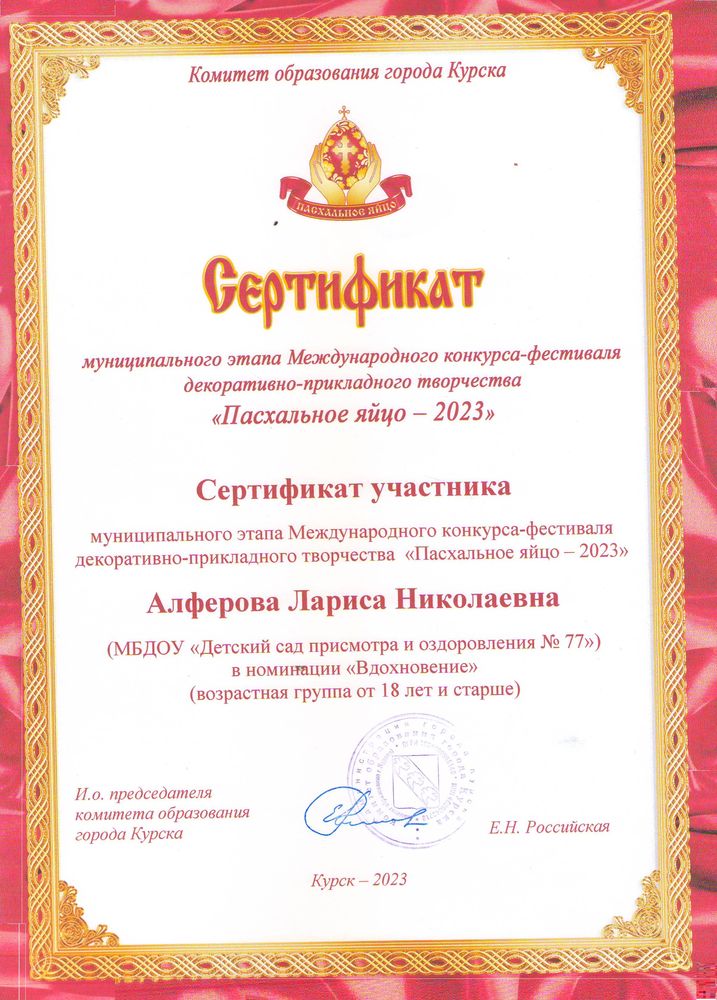 Комитет образования города Курска
ПАСХАЛЬНОЕ ЯЙЦО
Сертификат
муниципального этапа Международного конкурса-фестиваля
декоративно-прикладного творчества
«Пасхальное яйцо – 2023»
Сертификат участника
муниципального этапа Международного конкурса-фестиваля
декоративно-прикладного творчества «Пасхальное яйцо – 2023»
Алферова Лариса Николаевна
(МБДОУ «Детский сад присмотра и оздоровления № 77»)
в номинации «Вдохновение»
(возрастная группа от 18 лет и старше)
И.о. председателя
комитета образования
города Курска
Е.Н. Российская
Курск – 2023